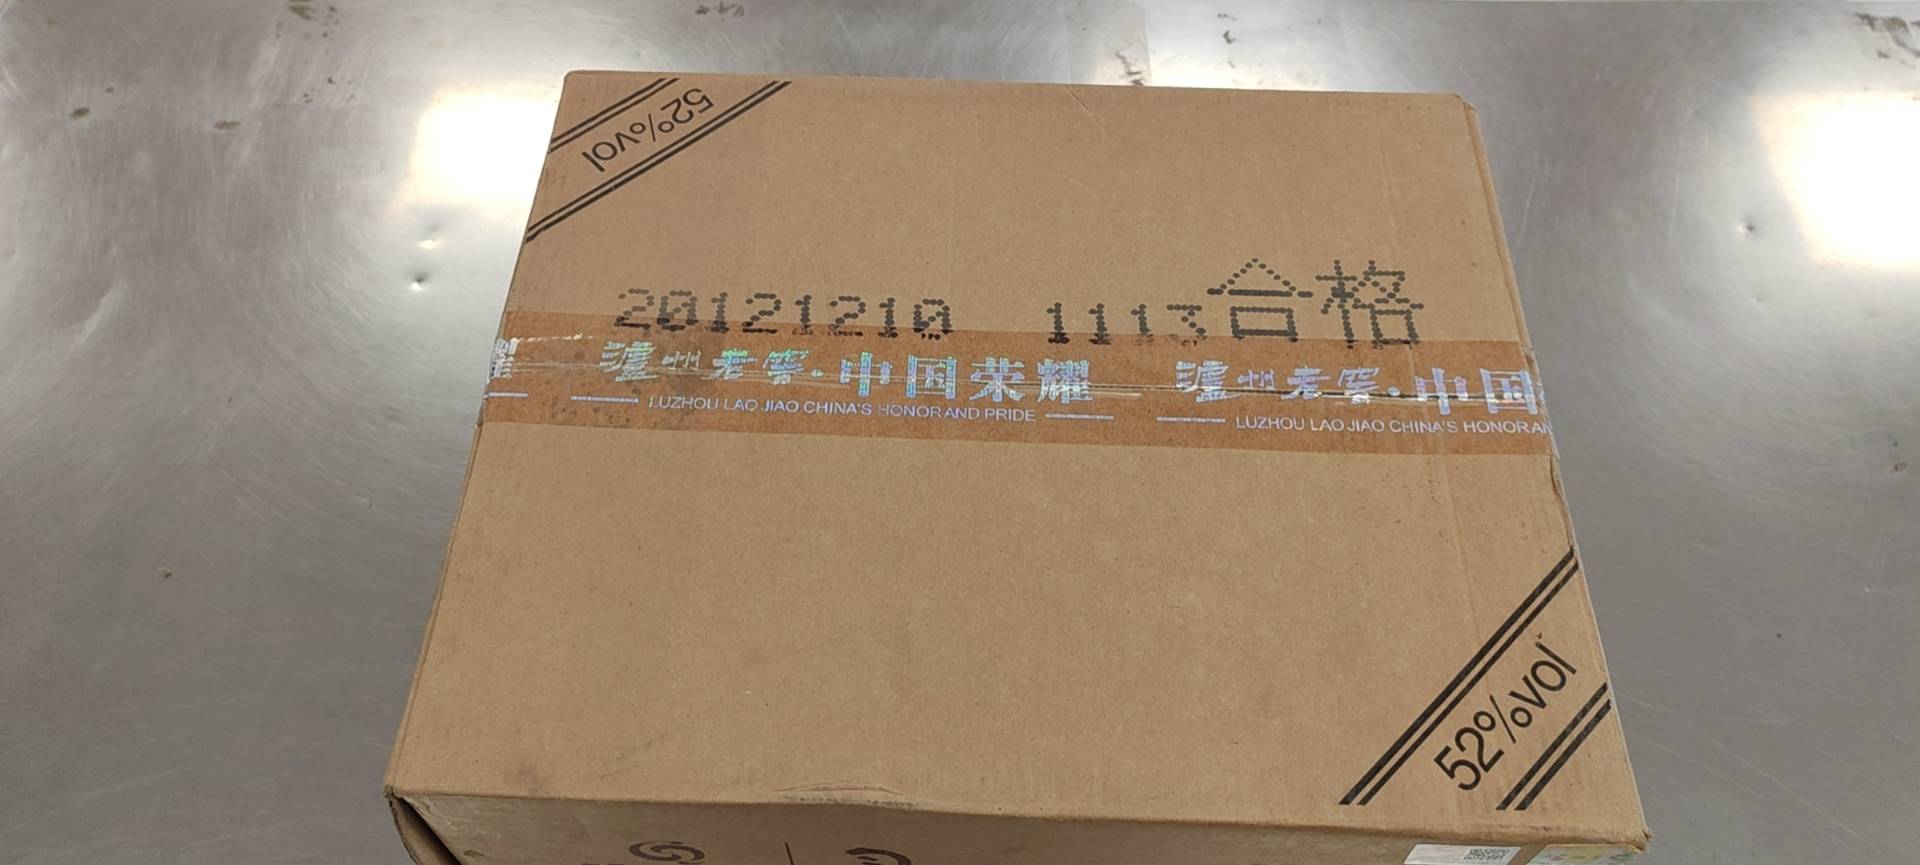 52%vol
20121210 1113合格
耀 泸州老窖·中国荣耀 泸州老窖·中国
LUZHOU LAO JIAO CHINA'S HONOR AND PRIDE LUZHOU LAO JIAO CHINA'S HONOR AN
52%vol